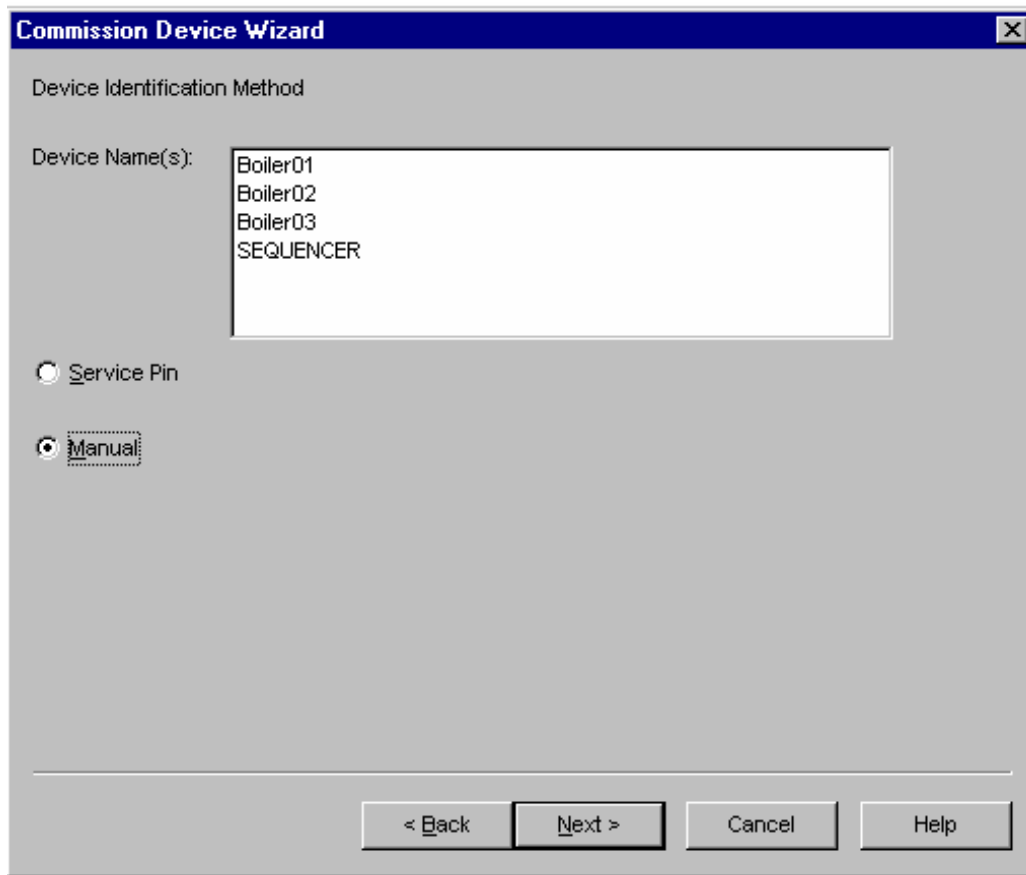 Commission Device Wizard
Device Identification Method
Device Name(s):
Boiler01
Boiler02
Boiler03
SEQUENCER
Service Pin
Manual
< Back
Next >
Cancel
Help